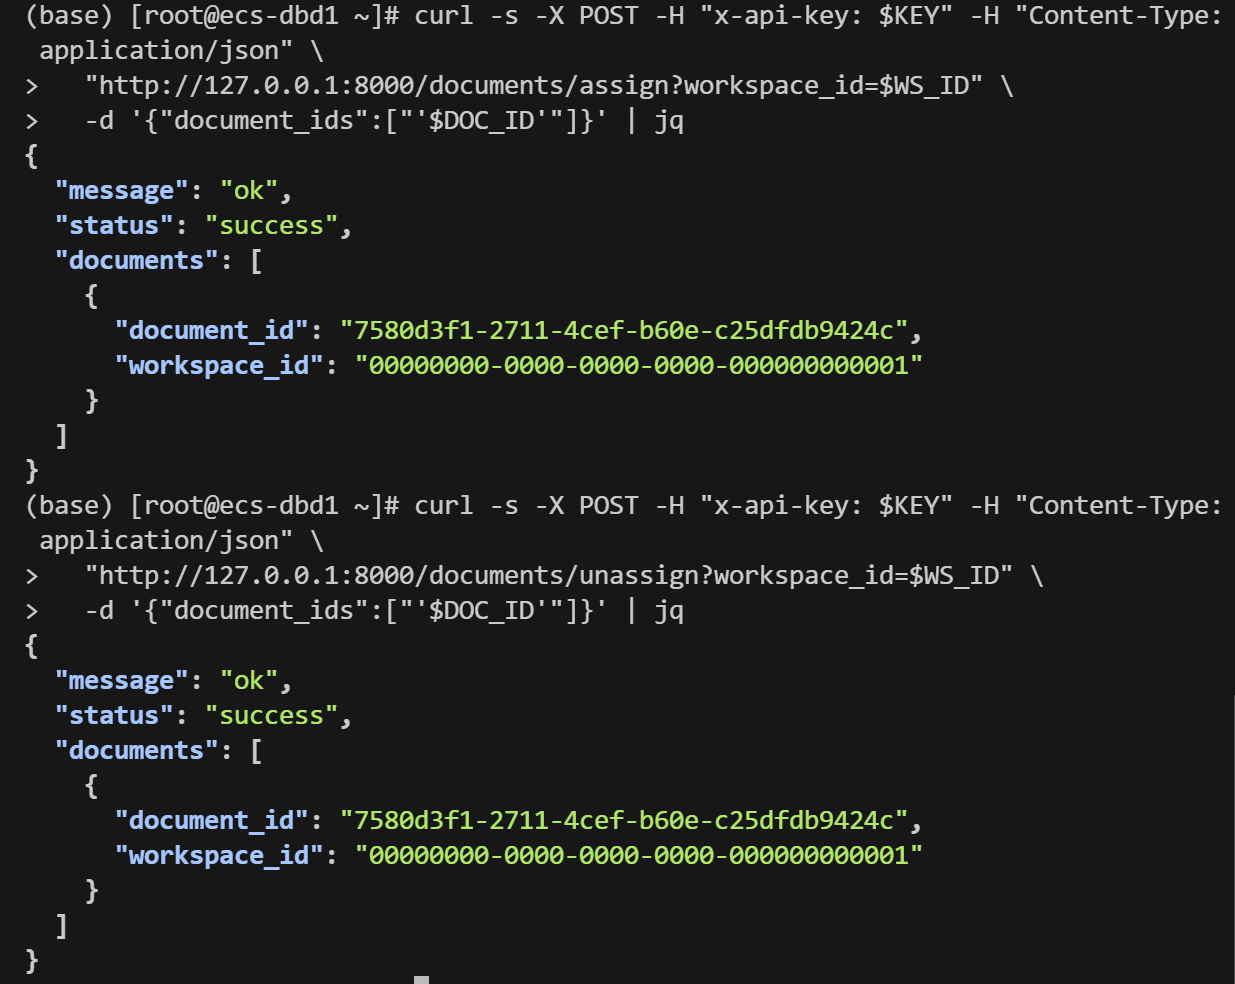 (base) [root@ecs-dbd1 ~]# curl -s -X POST -H "x-api-key: $KEY" -H "Content-Type:
 application/json" \
>   "http://127.0.0.1:8000/documents/assign?workspace_id=$WS_ID" \
>   -d '{"document_ids":["'$DOC_ID'"]}' | jq
{
  "message": "ok",
  "status": "success",
  "documents": [
    {
      "document_id": "7580d3f1-2711-4cef-b60e-c25dfdb9424c",
      "workspace_id": "00000000-0000-0000-0000-000000000001"
    }
  ]
}
(base) [root@ecs-dbd1 ~]# curl -s -X POST -H "x-api-key: $KEY" -H "Content-Type:
 application/json" \
>   "http://127.0.0.1:8000/documents/unassign?workspace_id=$WS_ID" \
>   -d '{"document_ids":["'$DOC_ID'"]}' | jq
{
  "message": "ok",
  "status": "success",
  "documents": [
    {
      "document_id": "7580d3f1-2711-4cef-b60e-c25dfdb9424c",
      "workspace_id": "00000000-0000-0000-0000-000000000001"
    }
  ]
}